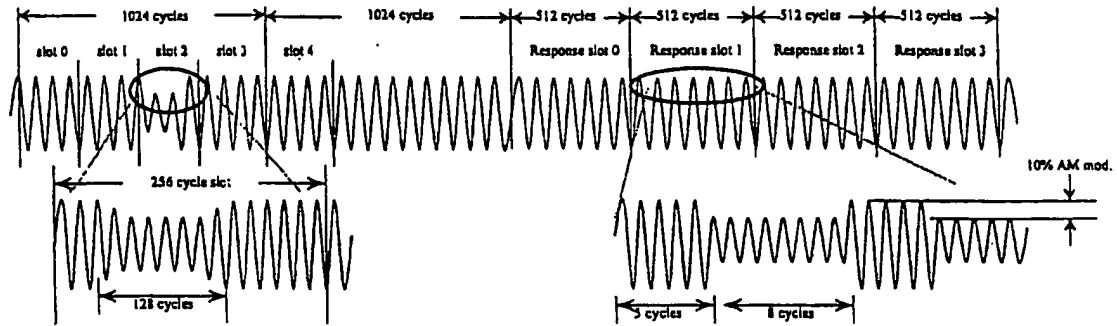 1024 cycles 1024 cycles 512 cycles 512 cycles 512 cycles 512 cycles
slot 0 slot 1 slot 2 slot 3 slot 4 Response slot 0 Response slot 1 Response slot 2 Response slot 3
256 cycle slot
10% AM mod.
128 cycles
5 cycles
8 cycles